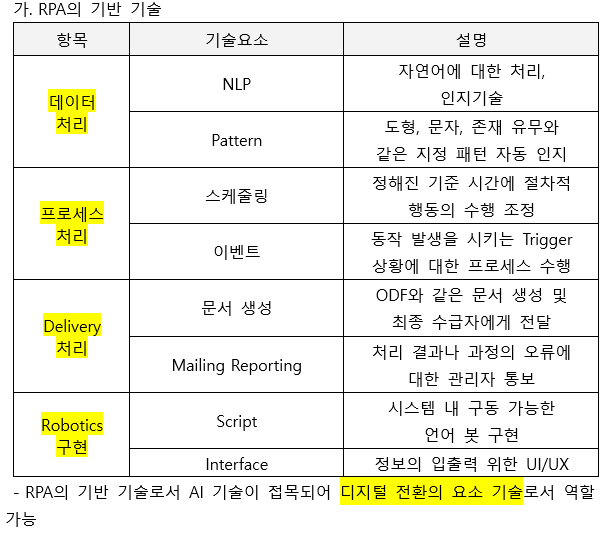 가. RPA의 기반 기술
항목 기술요소 설명
데이터
처리
NLP
자연어에 대한 처리,
인지기술
Pattern
도형, 문자, 존재 유무와
같은 지정 패턴 자동 인지
프로세스
처리
스케줄링
정해진 기준 시간에 절차적
행동의 수행 조정
이벤트
동작 발생을 시키는 Trigger
상황에 대한 프로세스 수행
Delivery
처리
문서 생성
ODF와 같은 문서 생성 및
최종 수급자에게 전달
Mailing Reporting
처리 결과나 과정의 오류에
대한 관리자 통보
Robotics
구현
Script
시스템 내 구동 가능한
언어 봇 구현
Interface
정보의 입출력 위한 UI/UX
- RPA의 기반 기술로서 AI 기술이 접목되어 디지털 전환의 요소 기술로서 역할
가능